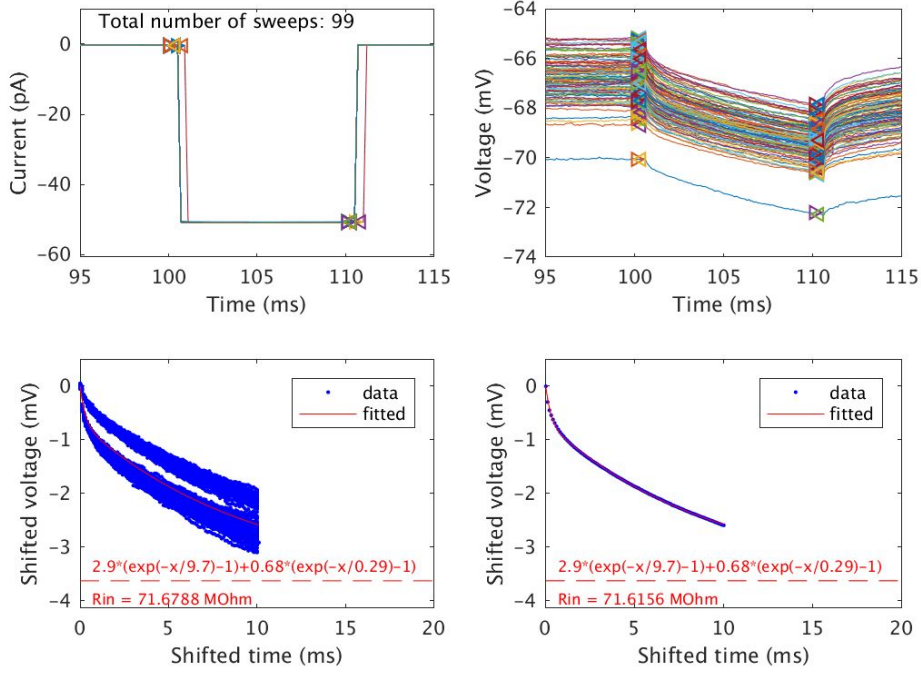 Total number of sweeps: 99
0
−20
−40
−60
Current (pA)
95
100
105
110
115
Time (ms)
−64
−66
−68
−70
−72
−74
Voltage (mV)
95
100
105
110
115
Time (ms)
0
−1
−2
−3
−4
Shifted voltage (mV)
data
fitted
2.9*(exp(-x/9.7)-1)+0.68*(exp(-x/0.29)-1)
Rin = 71.6788 MOhm
0
5
10
15
20
Shifted time (ms)
0
−1
−2
−3
−4
Shifted voltage (mV)
data
fitted
2.9*(exp(-x/9.7)-1)+0.68*(exp(-x/0.29)-1)
Rin = 71.6156 MOhm
0
5
10
15
20
Shifted time (ms)